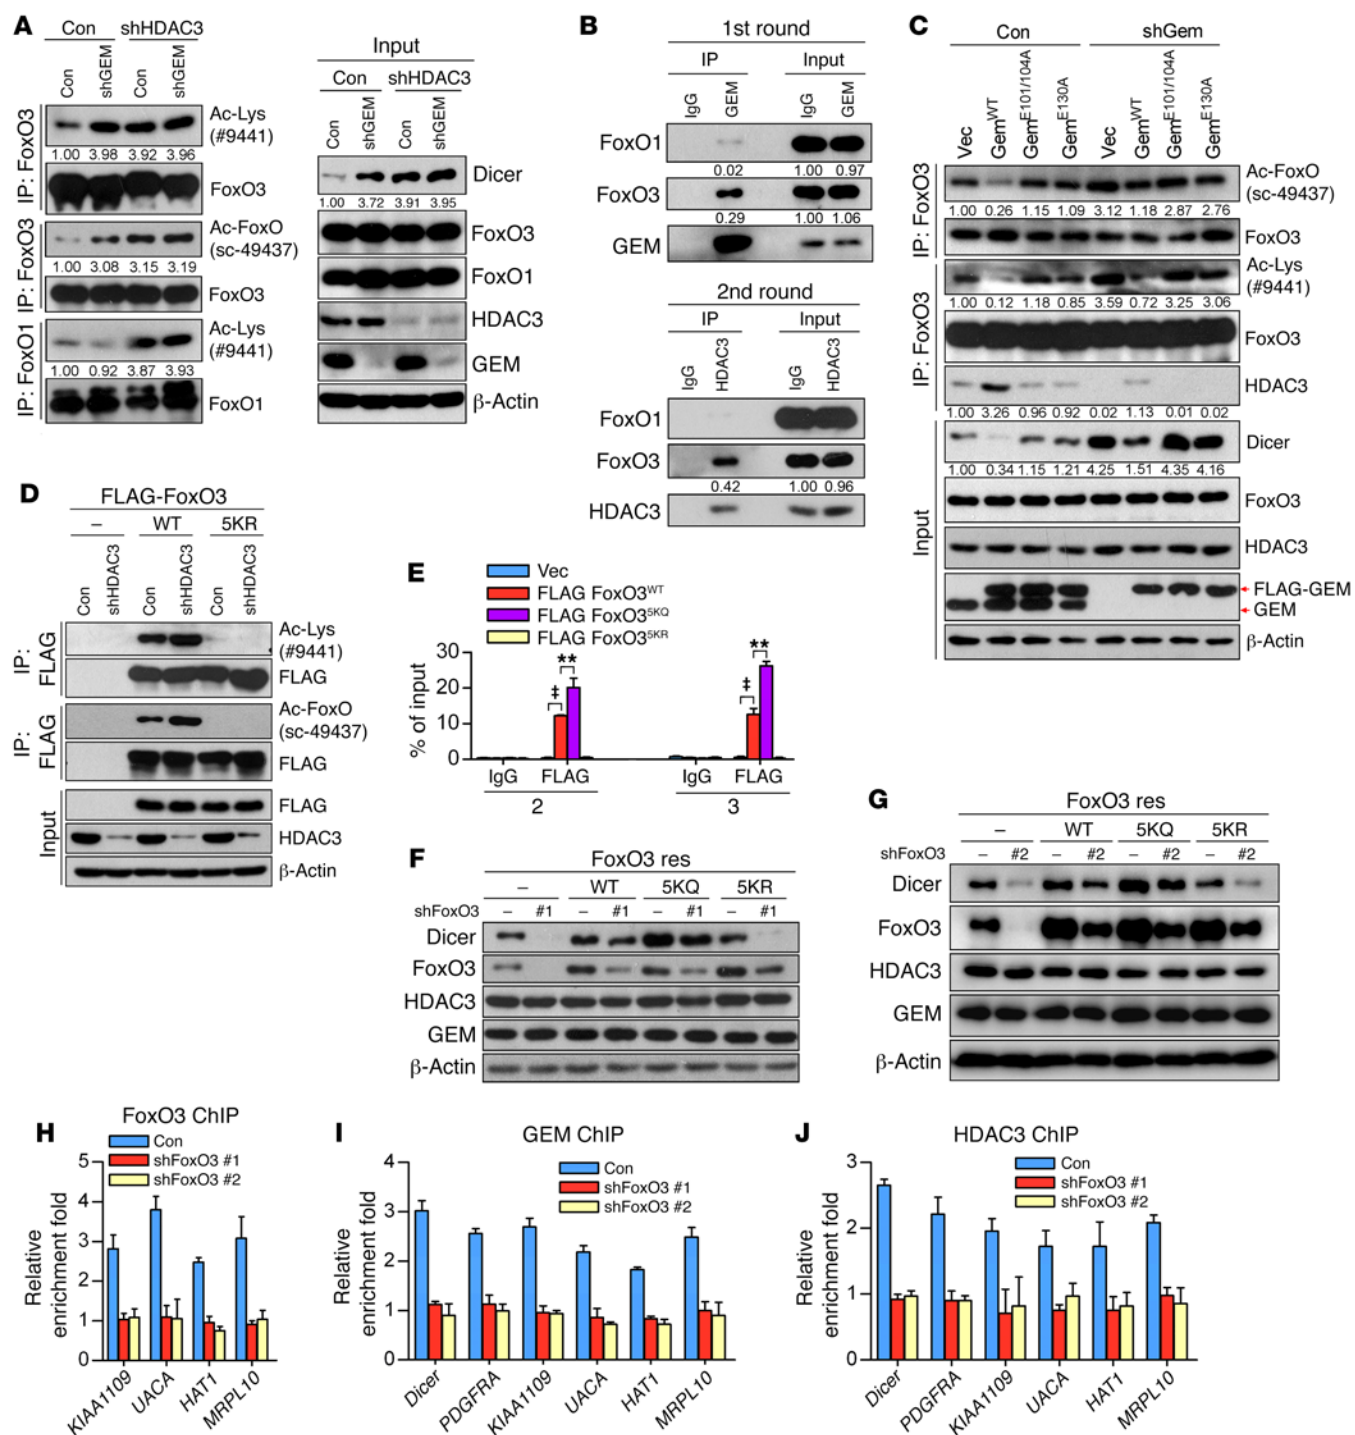 A
Con shHDAC3
Con shGEM Con shGEM
IP: FoxO3
Ac-Lys (#9441)
1.00 3.98 3.92 3.96
FoxO3
IP: FoxO3
Ac-FoxO (sc-49437)
1.00 3.08 3.15 3.19
FoxO3
IP: FoxO1
Ac-Lys (#9441)
1.00 0.92 3.87 3.93
FoxO1
Input
Con shHDAC3
Con shGEM Con shGEM
Dicer
1.00 3.72 3.91 3.95
FoxO3
FoxO1
HDAC3
GEM
β-Actin
B
1st round
IP Input
IgG GEM IgG GEM
FoxO1
0.02 1.00 0.97
FoxO3
0.29 1.00 1.06
GEM
2nd round
IP Input
IgG HDAC3 IgG HDAC3
FoxO1
FoxO3
0.42 1.00 0.96
HDAC3
C
Con shGem
Vec Gem^WT Gem^E101/104A Gem^E130A Vec Gem^WT Gem^E101/104A Gem^E130A
IP: FoxO3
Ac-FoxO (sc-49437)
1.00 0.26 1.15 1.09 3.12 1.18 2.87 2.76
FoxO3
IP: FoxO3
Ac-Lys (#9441)
1.00 0.12 1.18 0.85 3.59 0.72 3.25 3.06
FoxO3
HDAC3
1.00 3.26 0.96 0.92 0.02 1.13 0.01 0.02
Input
Dicer
1.00 0.34 1.15 1.21 4.25 1.51 4.35 4.16
FoxO3
HDAC3
FLAG-GEM
GEM
β-Actin
D
FLAG-FoxO3
– WT 5KR
Con shHDAC3 Con shHDAC3 Con shHDAC3
IP: FLAG
Ac-Lys (#9441)
FLAG
IP: FLAG
Ac-FoxO (sc-49437)
FLAG
Input
FLAG
HDAC3
β-Actin
E
Vec
FLAG FoxO3^WT
FLAG FoxO3^5KQ
FLAG FoxO3^5KR
% of input
30
20
10
0
‡ **
‡ **
IgG FLAG IgG FLAG
2 3
F
FoxO3 res
– WT 5KQ 5KR
shFoxO3 – #1 – #1 – #1 – #1
Dicer
FoxO3
HDAC3
GEM
β-Actin
G
FoxO3 res
– WT 5KQ 5KR
shFoxO3 – #2 – #2 – #2 – #2
Dicer
FoxO3
HDAC3
GEM
β-Actin
H
FoxO3 ChIP
Con
shFoxO3 #1
shFoxO3 #2
Relative enrichment fold
5
4
3
2
1
0
KIAA1109 UACA HAT1 MRPL10
I
GEM ChIP
Con
shFoxO3 #1
shFoxO3 #2
Relative enrichment fold
4
3
2
1
0
Dicer PDGFRA KIAA1109 UACA HAT1 MRPL10
J
HDAC3 ChIP
Con
shFoxO3 #1
shFoxO3 #2
Relative enrichment fold
3
2
1
0
Dicer PDGFRA KIAA1109 UACA HAT1 MRPL10